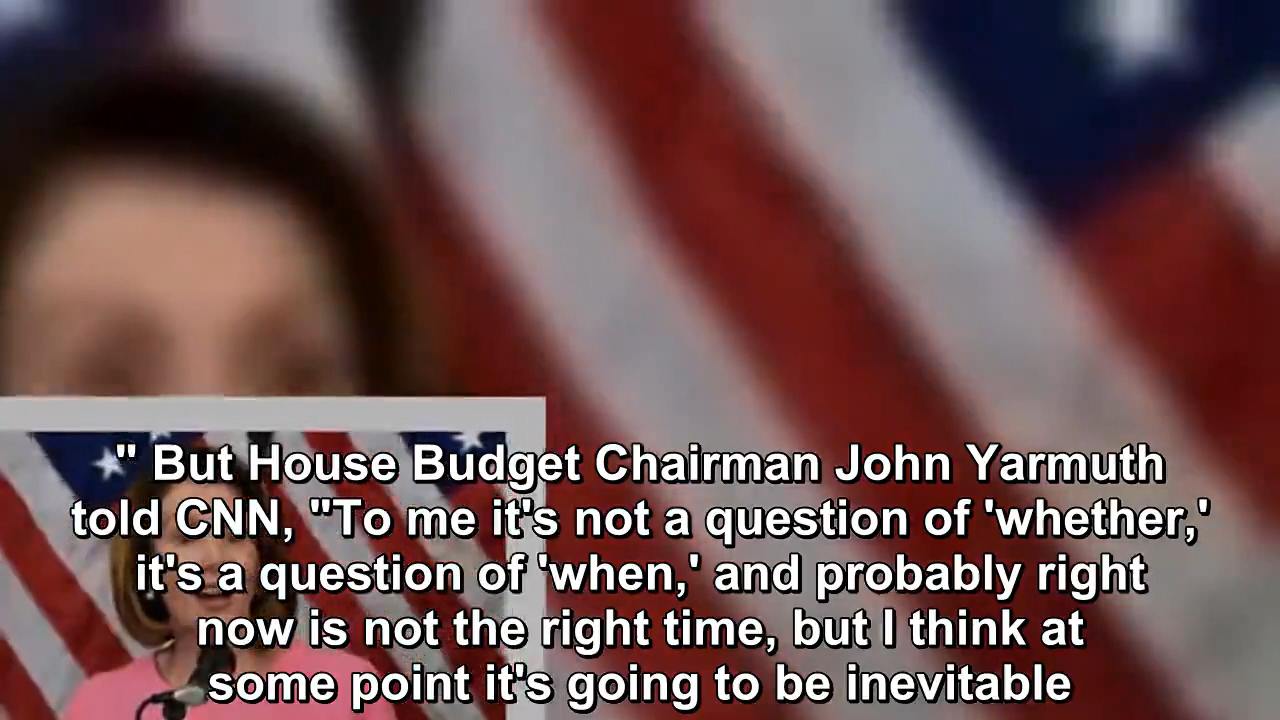 " But House Budget Chairman John Yarmuth
told CNN, "To me it's not a question of 'whether,'
it's a question of 'when,' and probably right
now is not the right time, but I think at
some point it's going to be inevitable